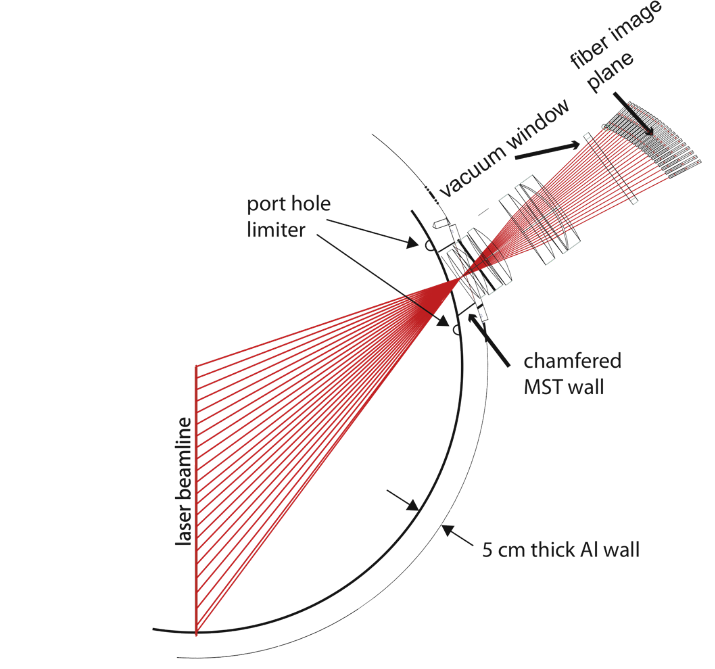 fiber image
plane
vacuum window
port hole
limiter
chamfered
MST wall
laser beamline
5 cm thick Al wall